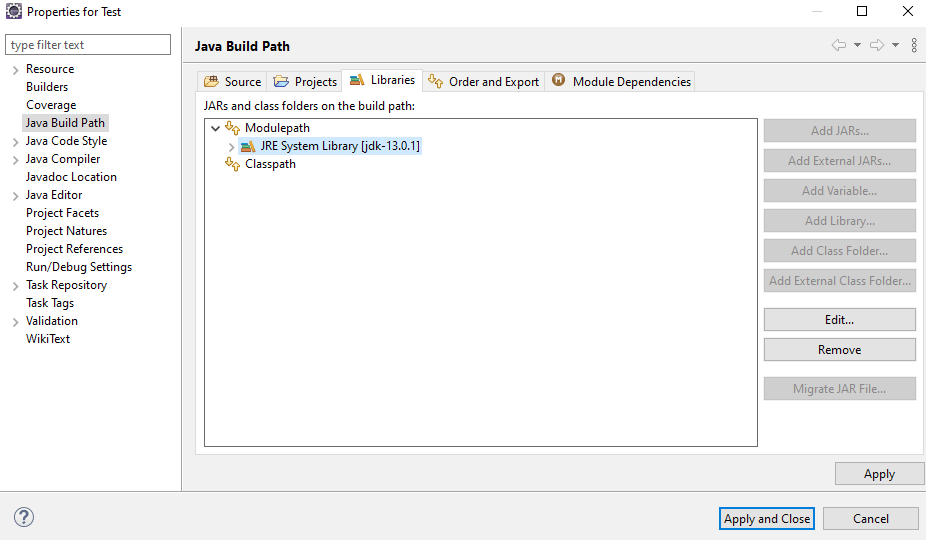 Properties for Test
type filter text
Resource
Builders
Coverage
Java Build Path
Java Code Style
Java Compiler
Javadoc Location
Java Editor
Project Facets
Project Natures
Project References
Run/Debug Settings
Task Repository
Task Tags
Validation
WikiText
Java Build Path
Source Projects Libraries Order and Export Module Dependencies
JARs and class folders on the build path:
Modulepath
JRE System Library [jdk-13.0.1]
Classpath
Add JARs...
Add External JARs...
Add Variable...
Add Library...
Add Class Folder...
Add External Class Folder...
Edit...
Remove
Migrate JAR File...
Apply
Apply and Close Cancel